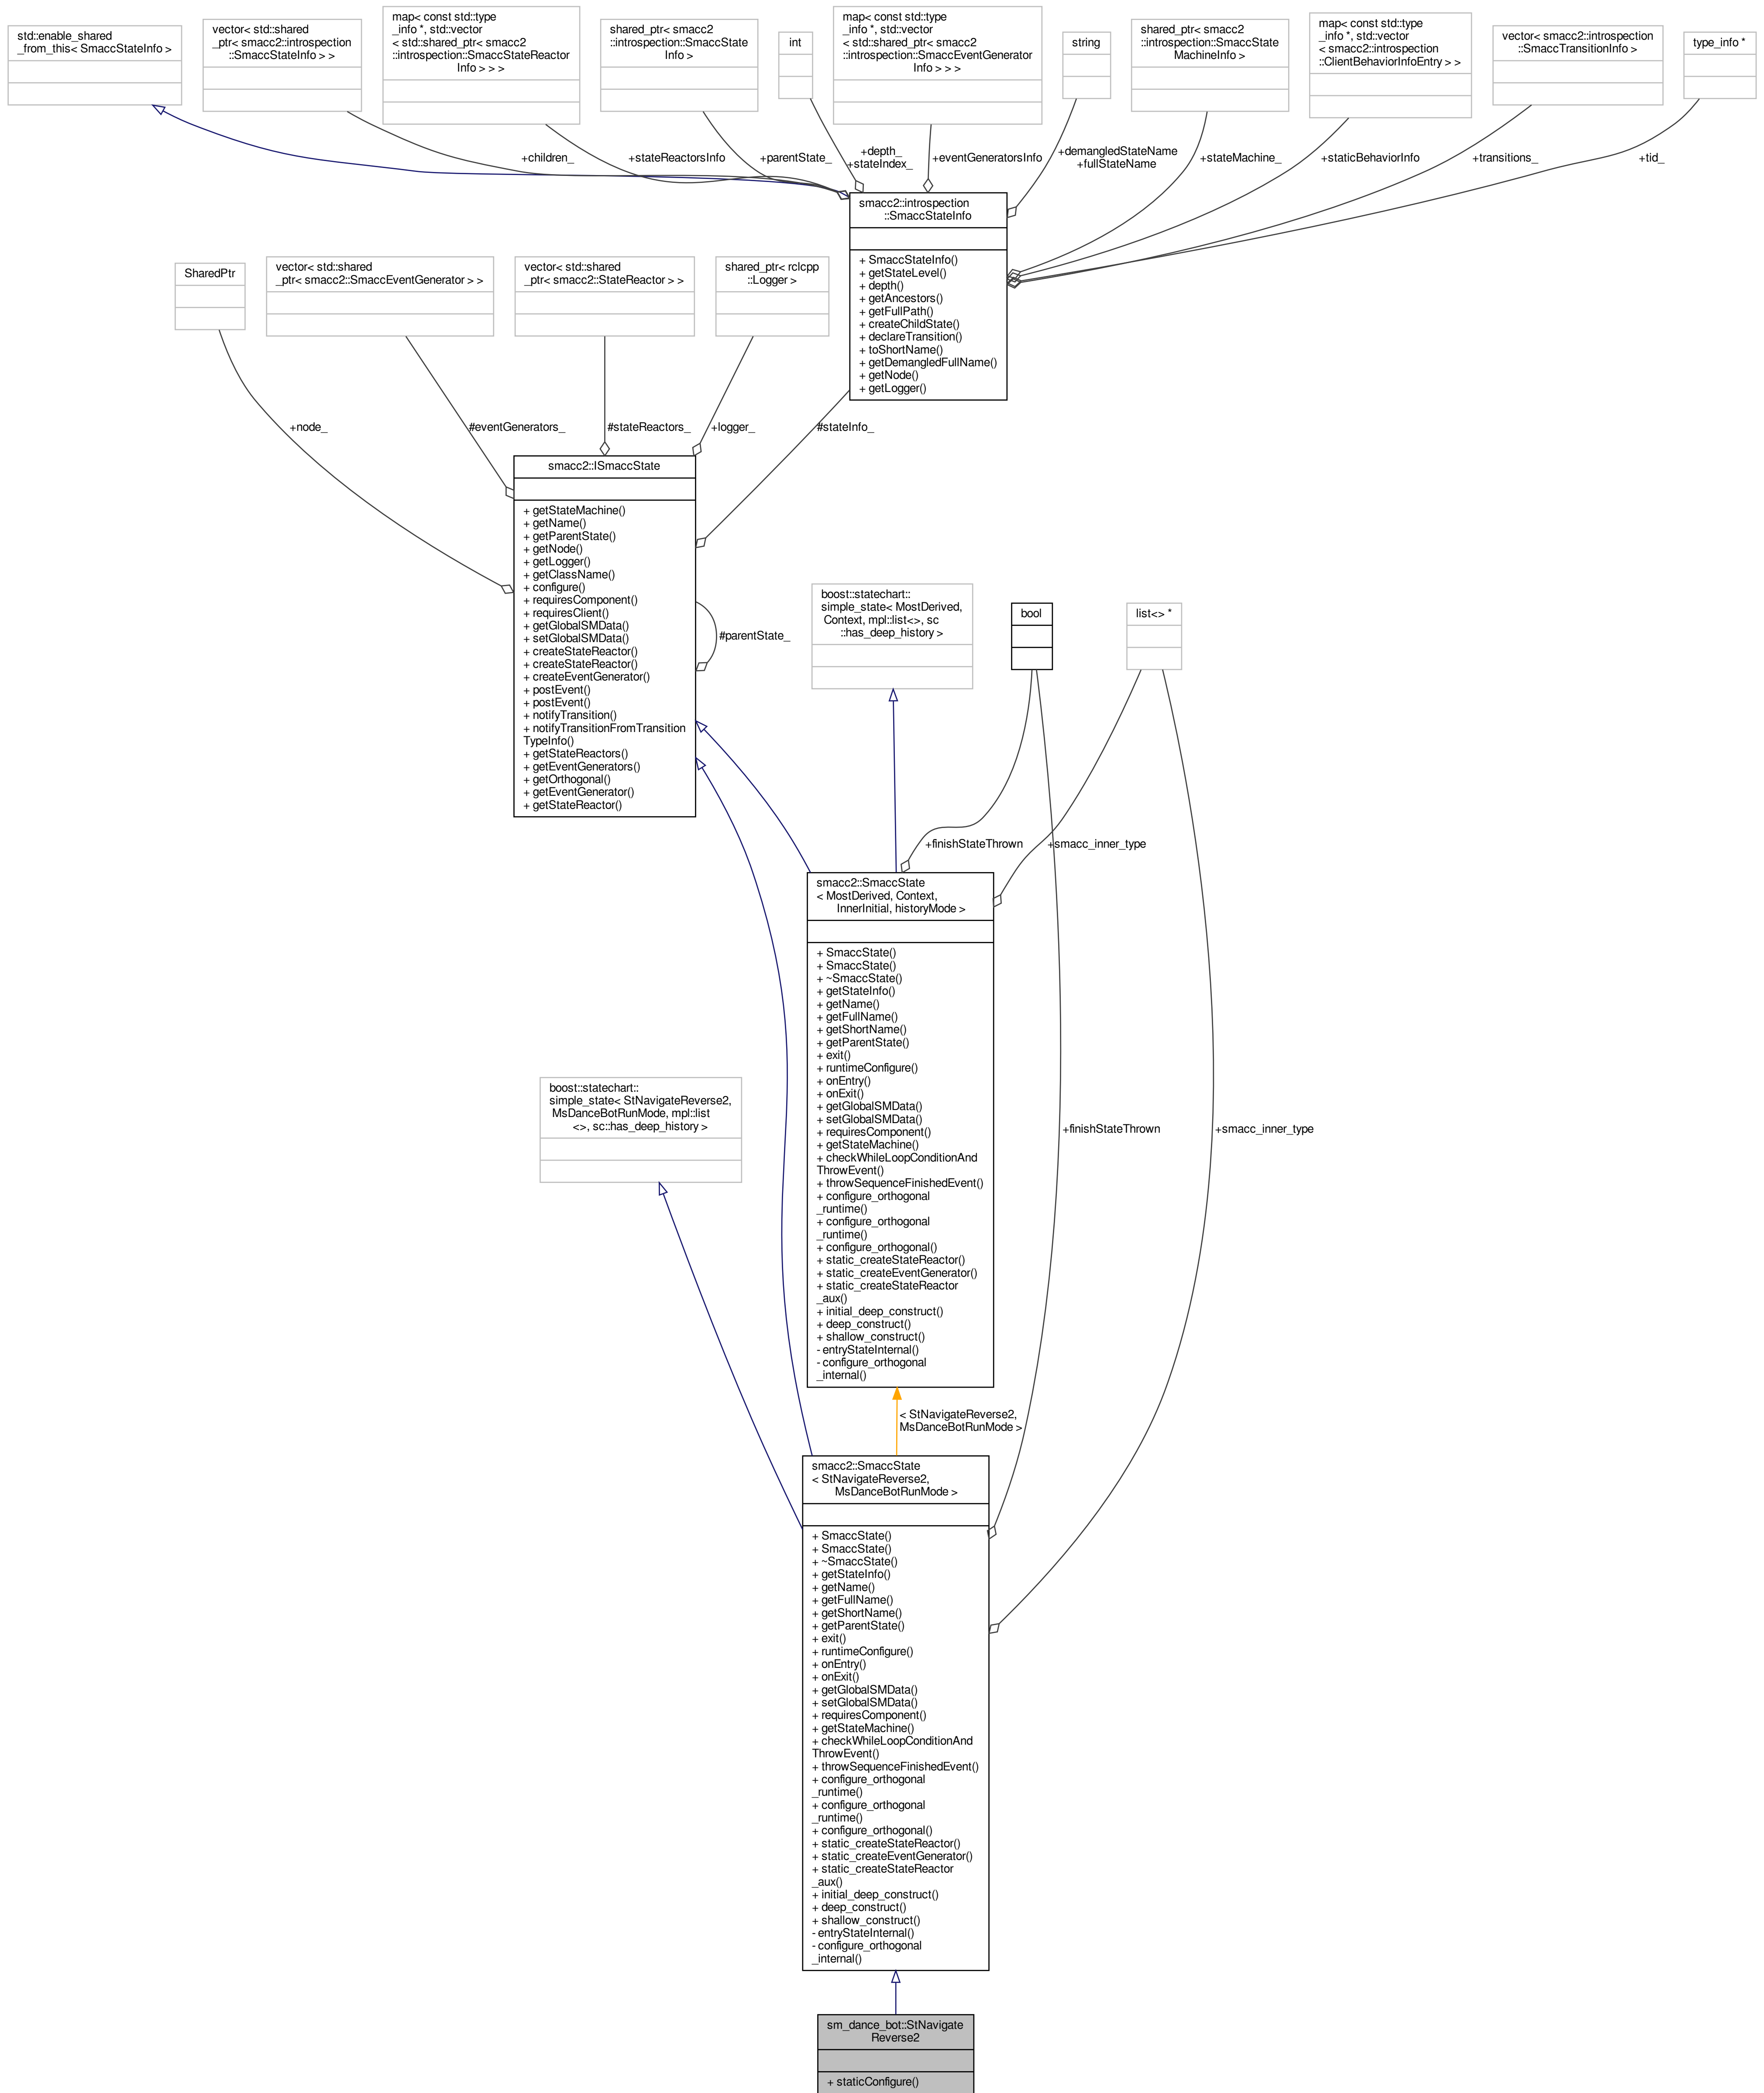 std::enable_shared
_from_this< SmaccStateInfo >
vector< std::shared
_ptr< smacc2::introspection
::SmaccStateInfo > >
map< const std::type
_info *, std::vector
< std::shared_ptr< smacc2
::introspection::SmaccStateReactor
Info > > >
shared_ptr< smacc2
::introspection::SmaccState
Info >
int
map< const std::type
_info *, std::vector
< std::shared_ptr< smacc2
::introspection::SmaccEventGenerator
Info > > >
string
shared_ptr< smacc2
::introspection::SmaccState
MachineInfo >
map< const std::type
_info *, std::vector
< smacc2::introspection
::ClientBehaviorInfoEntry > >
vector< smacc2::introspection
::SmaccTransitionInfo >
type_info *
+children_
+stateReactorsInfo
+parentState_
+depth_
+stateIndex_
+eventGeneratorsInfo
+demangledStateName
+fullStateName
+stateMachine_
+staticBehaviorInfo
+transitions_
+tid_
smacc2::introspection
::SmaccStateInfo
+ SmaccStateInfo()
+ getStateLevel()
+ depth()
+ getAncestors()
+ getFullPath()
+ createChildState()
+ declareTransition()
+ toShortName()
+ getDemangledFullName()
+ getNode()
+ getLogger()
SharedPtr
vector< std::shared
_ptr< smacc2::SmaccEventGenerator > >
vector< std::shared
_ptr< smacc2::StateReactor > >
shared_ptr< rclcpp
::Logger >
+node_
#eventGenerators_
#stateReactors_
+logger_
#stateInfo_
smacc2::ISmaccState
+ getStateMachine()
+ getName()
+ getParentState()
+ getNode()
+ getLogger()
+ getClassName()
+ configure()
+ requiresComponent()
+ requiresClient()
+ getGlobalSMData()
+ setGlobalSMData()
+ createStateReactor()
+ createStateReactor()
+ createEventGenerator()
+ postEvent()
+ postEvent()
+ notifyTransition()
+ notifyTransitionFromTransition
TypeInfo()
+ getStateReactors()
+ getEventGenerators()
+ getOrthogonal()
+ getEventGenerator()
+ getStateReactor()
#parentState_
boost::statechart::
simple_state< MostDerived,
Context, mpl::list<>, sc
::has_deep_history >
bool
list<> *
+finishStateThrown
+smacc_inner_type
smacc2::SmaccState
< MostDerived, Context,
InnerInitial, historyMode >
+ SmaccState()
+ SmaccState()
+ ~SmaccState()
+ getStateInfo()
+ getName()
+ getFullName()
+ getShortName()
+ getParentState()
+ exit()
+ runtimeConfigure()
+ onEntry()
+ onExit()
+ getGlobalSMData()
+ setGlobalSMData()
+ requiresComponent()
+ getStateMachine()
+ checkWhileLoopConditionAnd
ThrowEvent()
+ throwSequenceFinishedEvent()
+ configure_orthogonal
_runtime()
+ configure_orthogonal
_runtime()
+ configure_orthogonal()
+ static_createStateReactor()
+ static_createEventGenerator()
+ static_createStateReactor
_aux()
+ initial_deep_construct()
+ deep_construct()
+ shallow_construct()
- entryStateInternal()
- configure_orthogonal
_internal()
boost::statechart::
simple_state< StNavigateReverse2,
MsDanceBotRunMode, mpl::list
<>, sc::has_deep_history >
+finishStateThrown
+smacc_inner_type
< StNavigateReverse2,
MsDanceBotRunMode >
smacc2::SmaccState
< StNavigateReverse2,
MsDanceBotRunMode >
+ SmaccState()
+ SmaccState()
+ ~SmaccState()
+ getStateInfo()
+ getName()
+ getFullName()
+ getShortName()
+ getParentState()
+ exit()
+ runtimeConfigure()
+ onEntry()
+ onExit()
+ getGlobalSMData()
+ setGlobalSMData()
+ requiresComponent()
+ getStateMachine()
+ checkWhileLoopConditionAnd
ThrowEvent()
+ throwSequenceFinishedEvent()
+ configure_orthogonal
_runtime()
+ configure_orthogonal
_runtime()
+ configure_orthogonal()
+ static_createStateReactor()
+ static_createEventGenerator()
+ static_createStateReactor
_aux()
+ initial_deep_construct()
+ deep_construct()
+ shallow_construct()
- entryStateInternal()
- configure_orthogonal
_internal()
sm_dance_bot::StNavigate
Reverse2
+ staticConfigure()